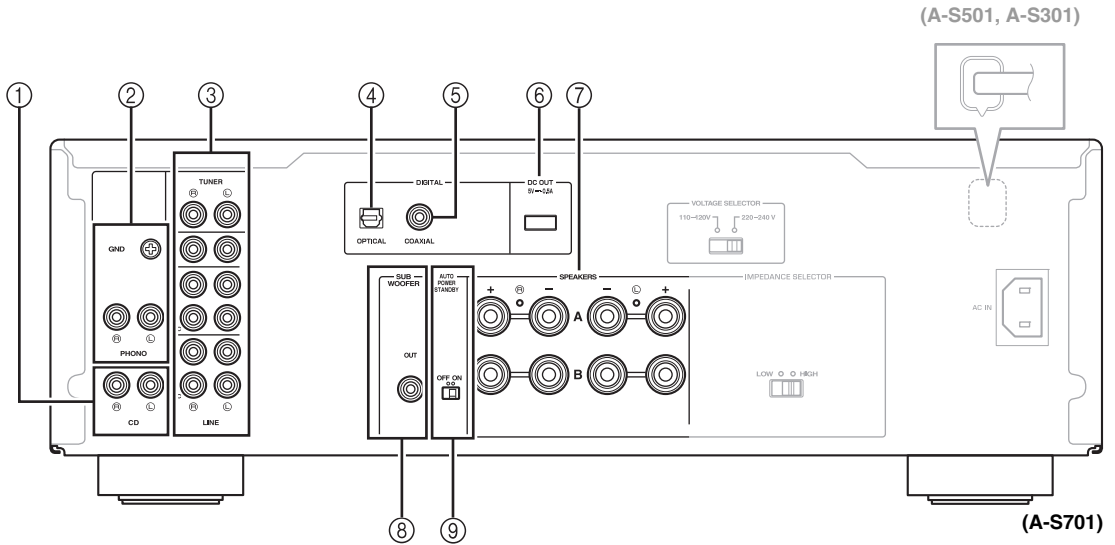 (A-S501, A-S301)
① ② ③ ④ ⑤ ⑥ ⑦
TUNER
Ⓡ Ⓛ
DIGITAL
DC OUT
5V ⎓ 0.5A
OPTICAL
COAXIAL
VOLTAGE SELECTOR
110–120V
220–240 V
GND
Ⓡ Ⓛ
PHONO
SUB
WOOFER
OUT
AUTO
POWER
STANDBY
OFF ON
SPEAKERS
+ Ⓡ – – Ⓛ +
A
B
IMPEDANCE SELECTOR
LOW HIGH
AC IN
Ⓡ Ⓛ
CD
Ⓡ Ⓛ
LINE
⑧ ⑨
(A-S701)